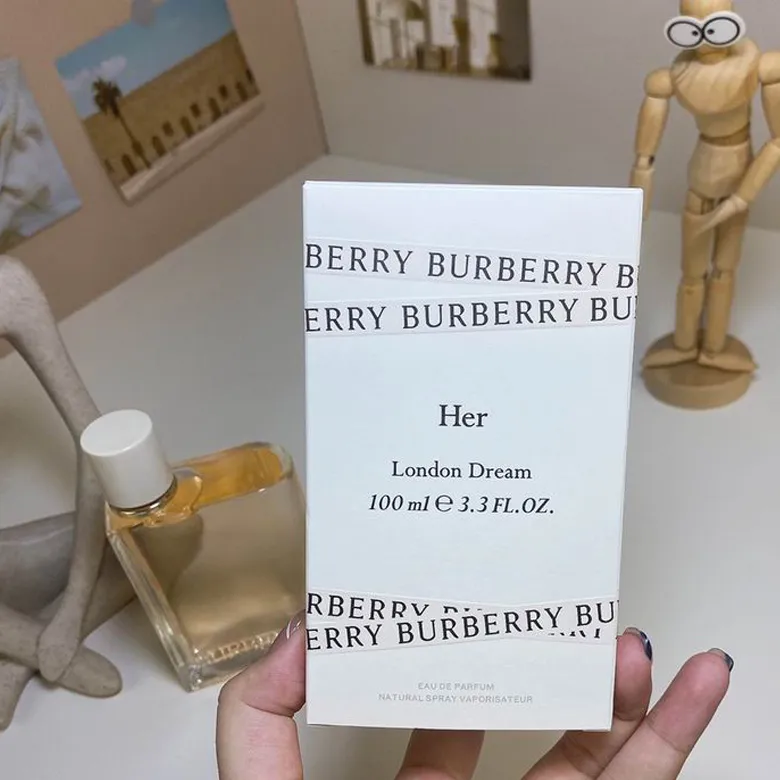 BERRY BURBERRY B
ERRY BURBERRY BU
Her
London Dream
100 ml ℮ 3.3 FL.OZ.
RBERRY
ERRY BURBERRY BU
EAU DE PARFUM
NATURAL SPRAY VAPORISATEUR